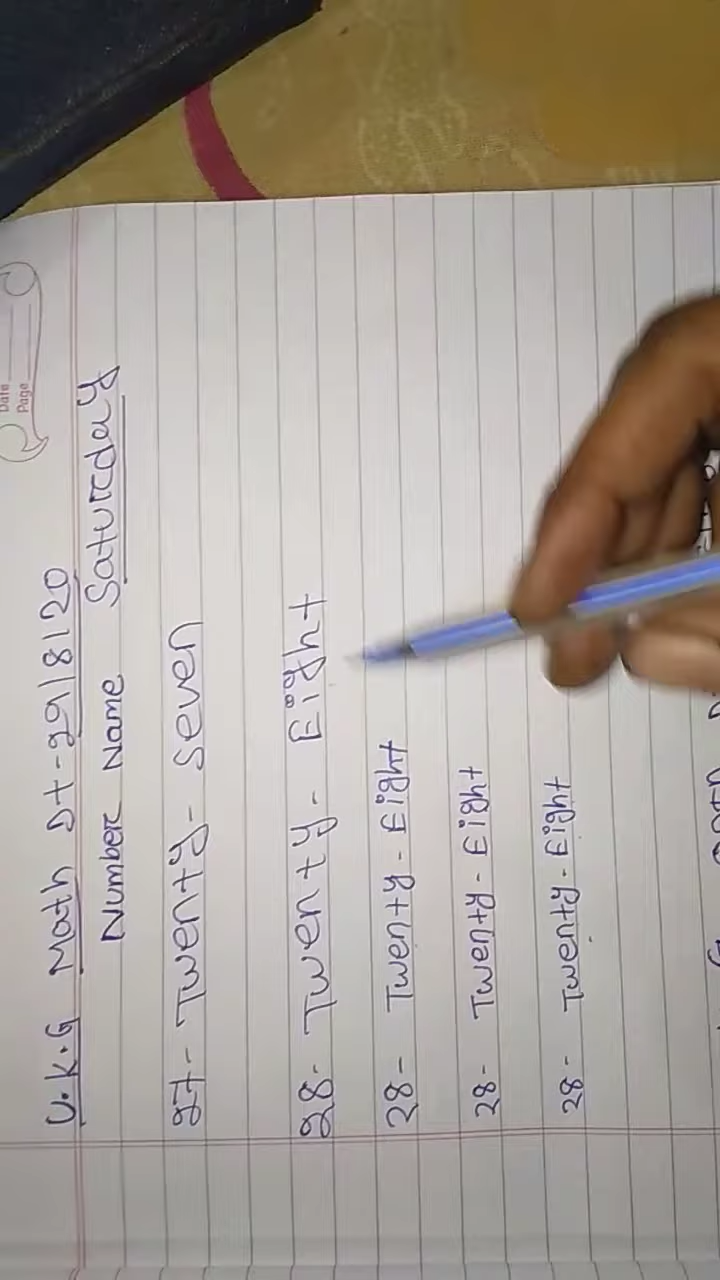 Date
Page
U.K.G Math Dt-29/8/20
Number Name Saturday
27- Twenty- Seven
28- Twenty- Eight
28- Twenty-Eight
28- Twenty-Eight
28- Twenty-Eight